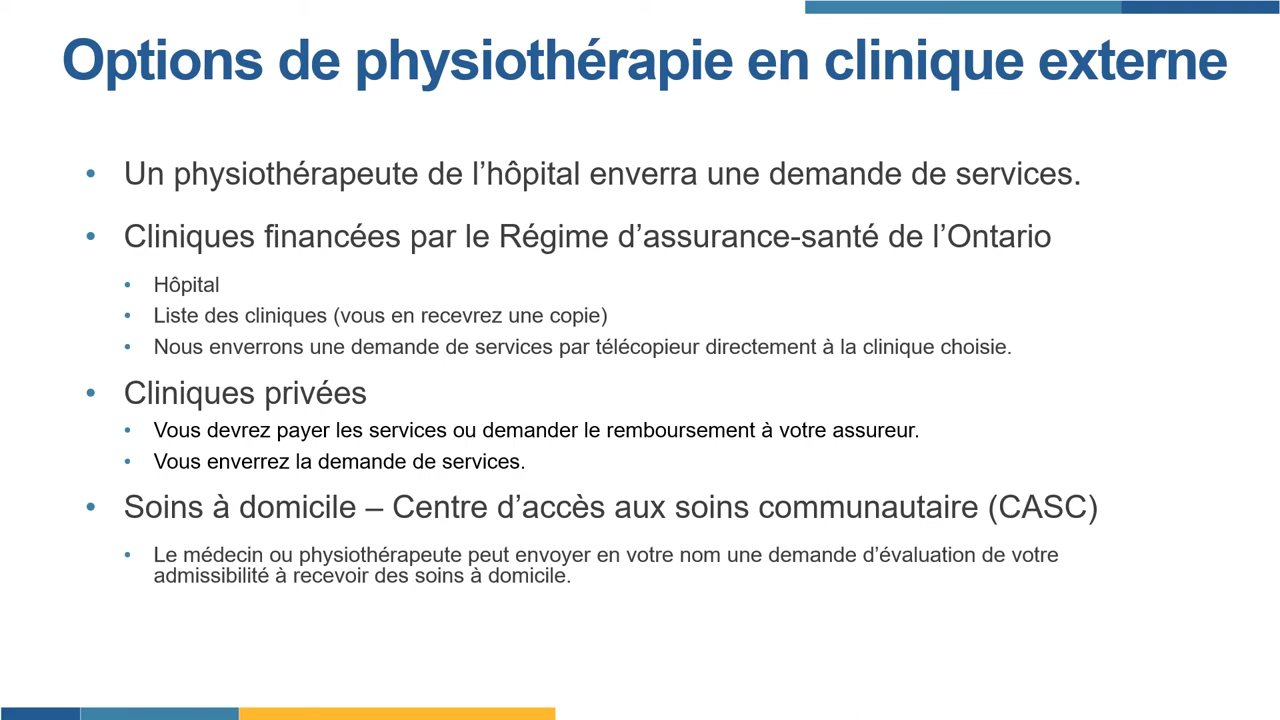 Options de physiothérapie en clinique externe
• Un physiothérapeute de l’hôpital enverra une demande de services.
• Cliniques financées par le Régime d’assurance-santé de l’Ontario
• Hôpital
• Liste des cliniques (vous en recevrez une copie)
• Nous enverrons une demande de services par télécopieur directement à la clinique choisie.
• Cliniques privées
• Vous devrez payer les services ou demander le remboursement à votre assureur.
• Vous enverrez la demande de services.
• Soins à domicile – Centre d’accès aux soins communautaire (CASC)
• Le médecin ou physiothérapeute peut envoyer en votre nom une demande d’évaluation de votre
admissibilité à recevoir des soins à domicile.